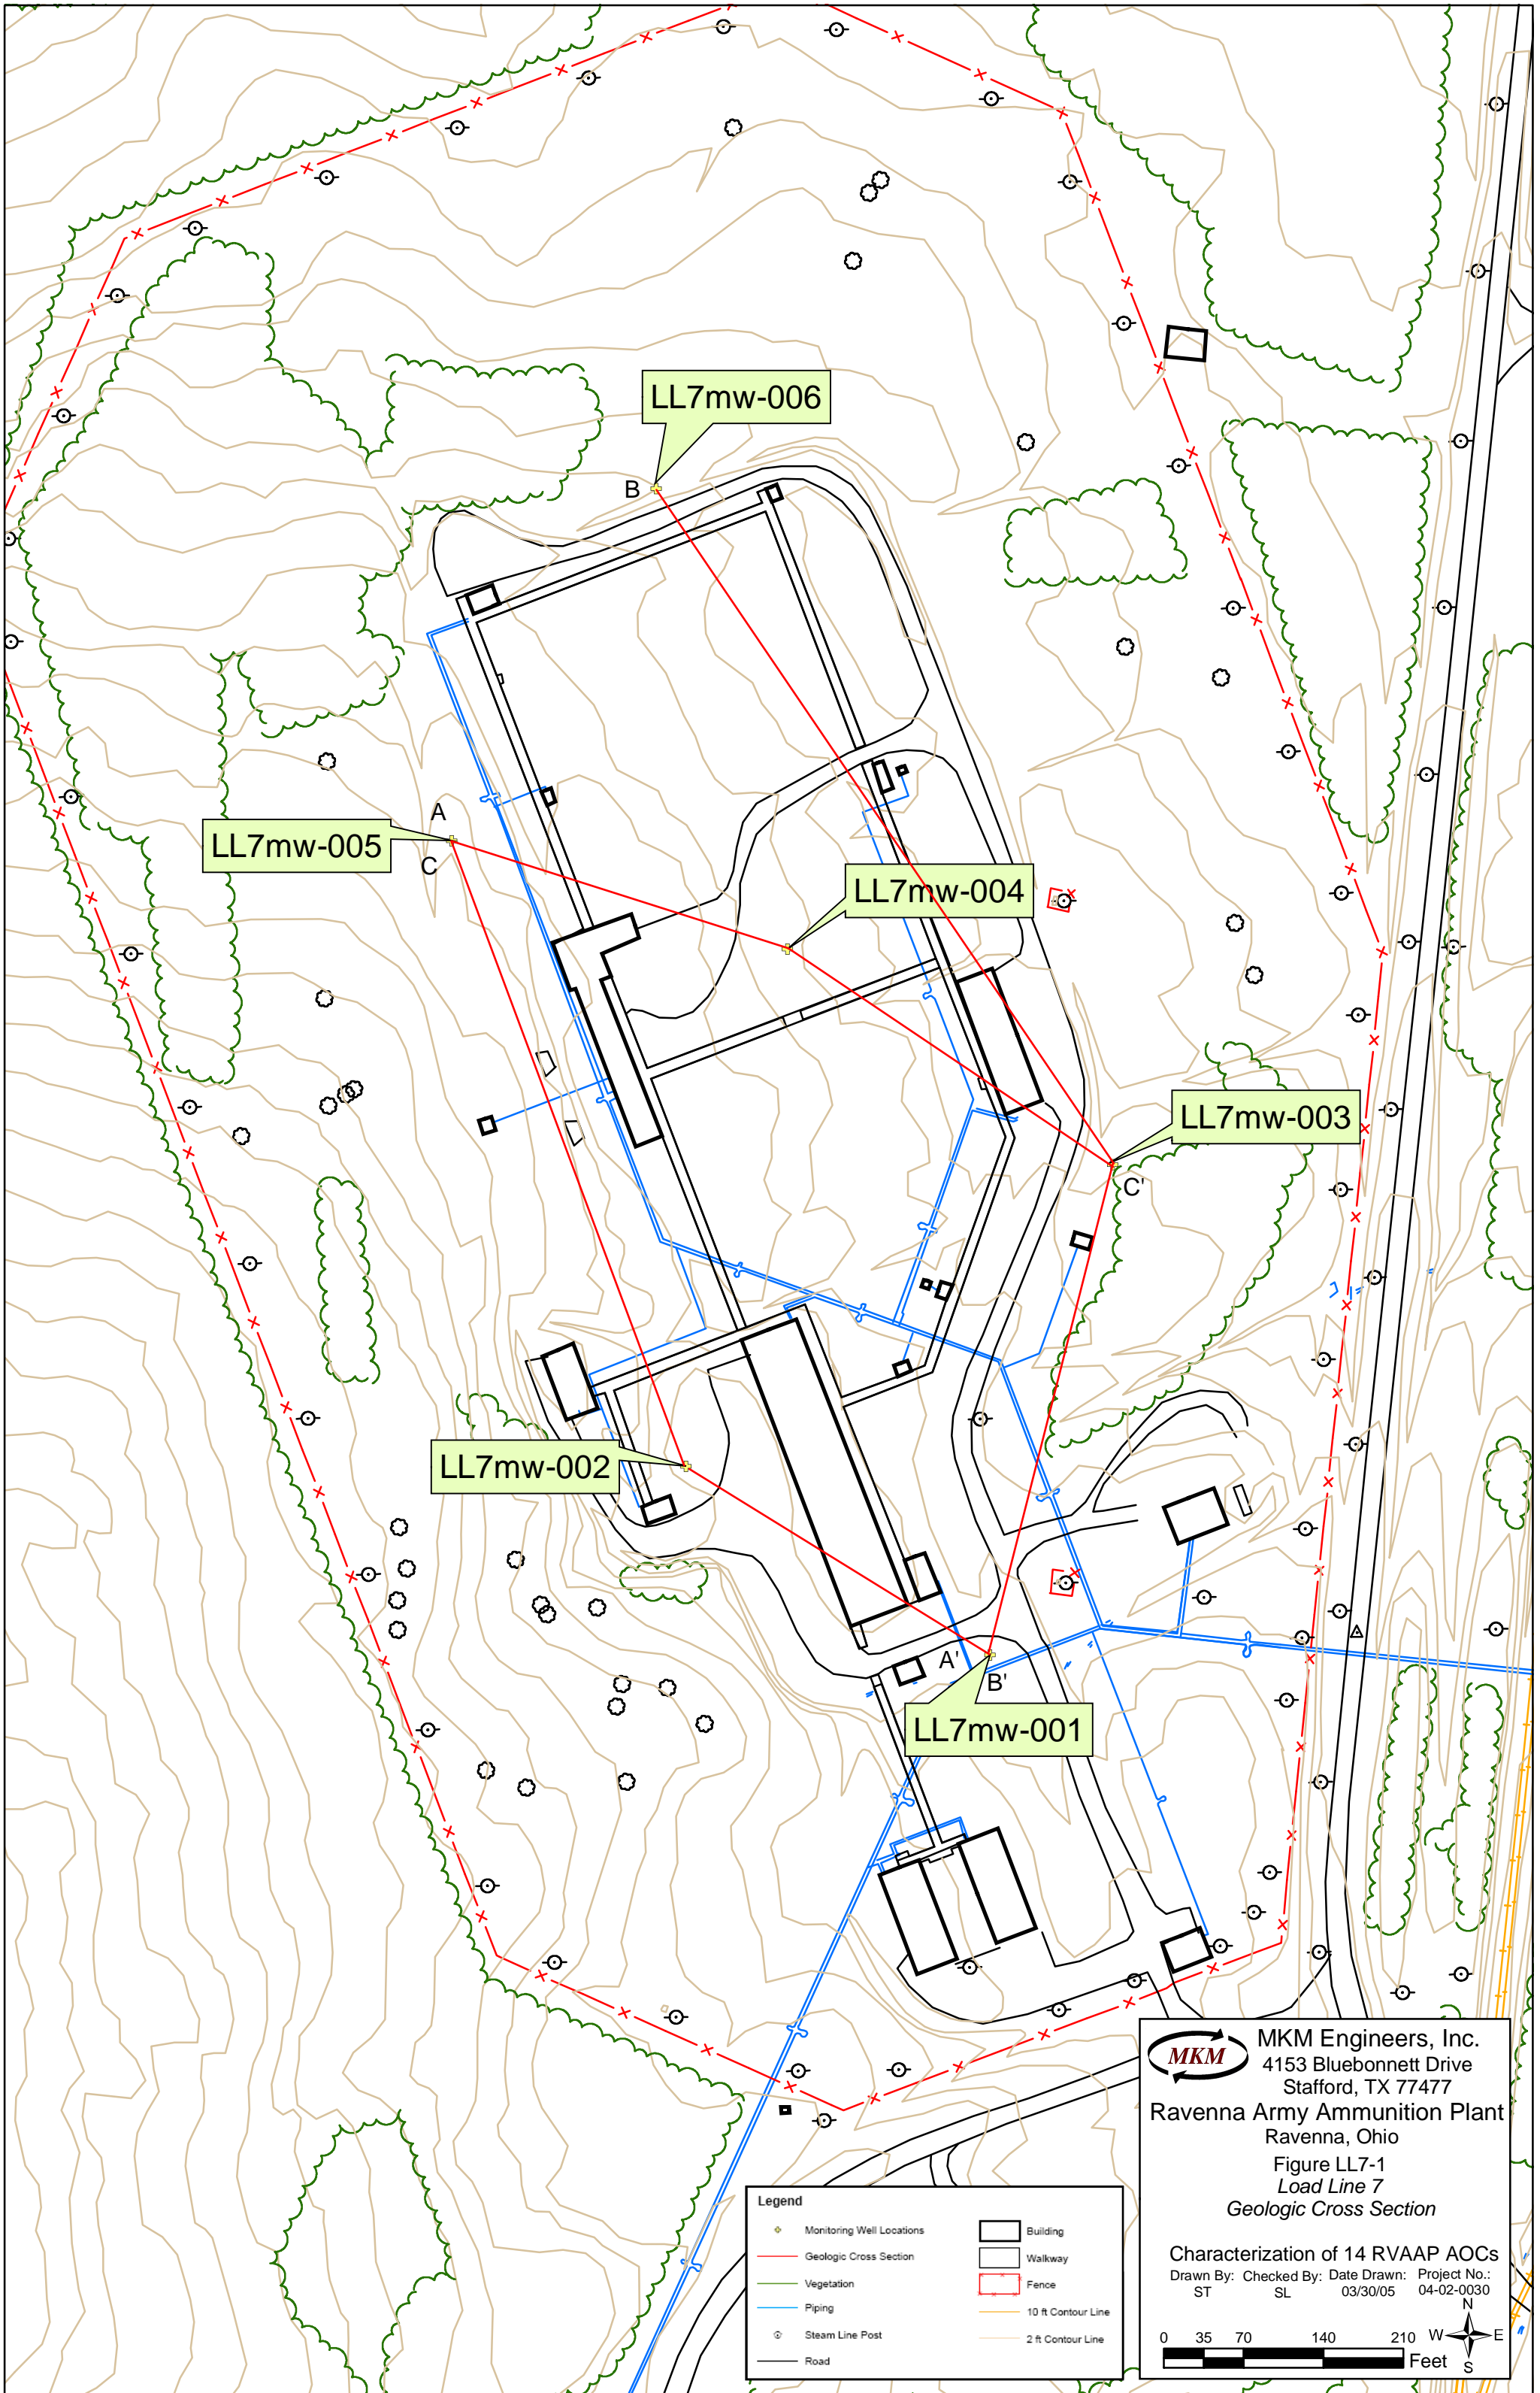 LL7mw-006
B
A
LL7mw-005
C
LL7mw-004
LL7mw-003
C'
LL7mw-002
A'
B'
LL7mw-001
MKM
MKM Engineers, Inc.
4153 Bluebonnett Drive
Stafford, TX 77477
Ravenna Army Ammunition Plant
Ravenna, Ohio
Figure LL7-1
Load Line 7
Geologic Cross Section
Characterization of 14 RVAAP AOCs
Drawn By: Checked By: Date Drawn: Project No.:
ST SL 03/30/05 04-02-0030
N
W E
S
0 35 70 140 210
Feet
Legend
Monitoring Well Locations
Geologic Cross Section
Vegetation
Piping
Steam Line Post
Road
Building
Walkway
Fence
10 ft Contour Line
2 ft Contour Line